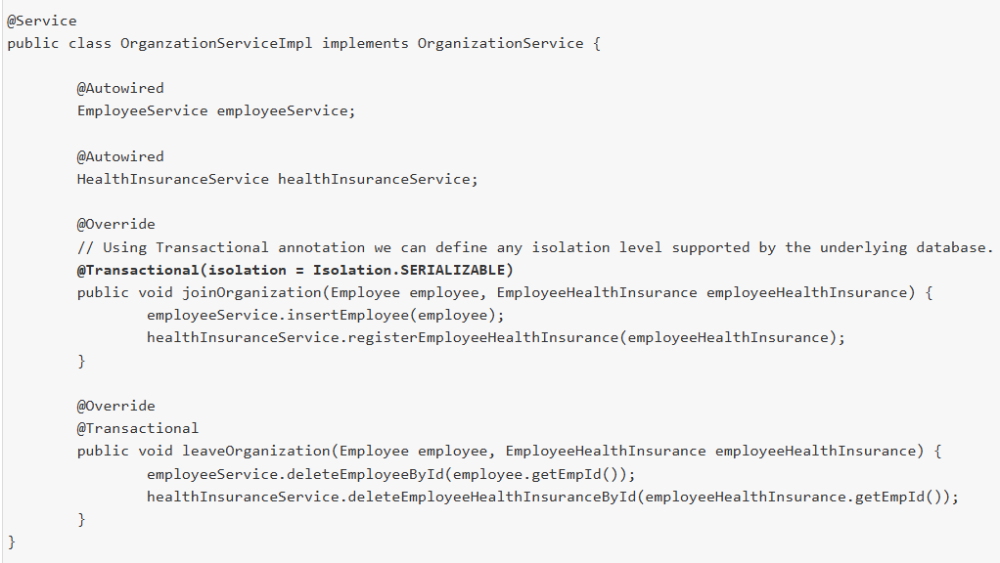 @Service
public class OrganzationServiceImpl implements OrganizationService {
@Autowired
EmployeeService employeeService;
@Autowired
HealthInsuranceService healthInsuranceService;
@Override
// Using Transactional annotation we can define any isolation level supported by the underlying database.
@Transactional(isolation = Isolation.SERIALIZABLE)
public void joinOrganization(Employee employee, EmployeeHealthInsurance employeeHealthInsurance) {
employeeService.insertEmployee(employee);
healthInsuranceService.registerEmployeeHealthInsurance(employeeHealthInsurance);
}
@Override
@Transactional
public void leaveOrganization(Employee employee, EmployeeHealthInsurance employeeHealthInsurance) {
employeeService.deleteEmployeeById(employee.getEmpId());
healthInsuranceService.deleteEmployeeHealthInsuranceById(employeeHealthInsurance.getEmpId());
}
}